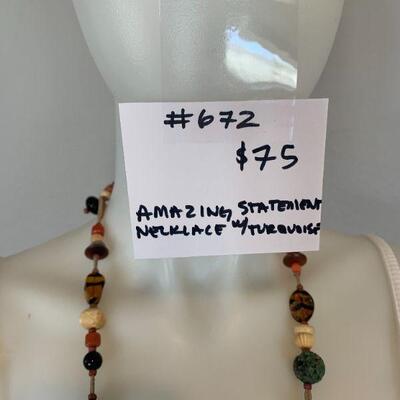 #672
$75
AMAZING STATEMENT
NECKLACE W/ TURQUOISE